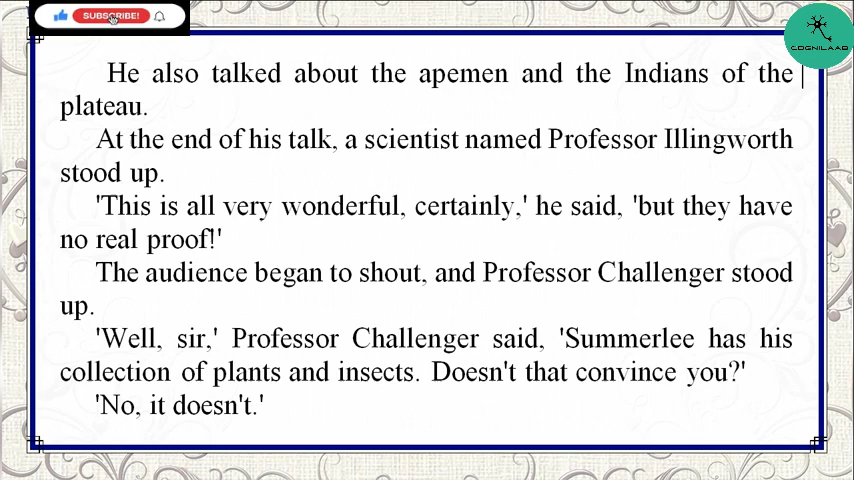 SUBSCRIBE!
COGNILAAB
He also talked about the apemen and the Indians of the
plateau.
At the end of his talk, a scientist named Professor Illingworth
stood up.
'This is all very wonderful, certainly,' he said, 'but they have
no real proof!'
The audience began to shout, and Professor Challenger stood
up.
'Well, sir,' Professor Challenger said, 'Summerlee has his
collection of plants and insects. Doesn't that convince you?'
'No, it doesn't.'